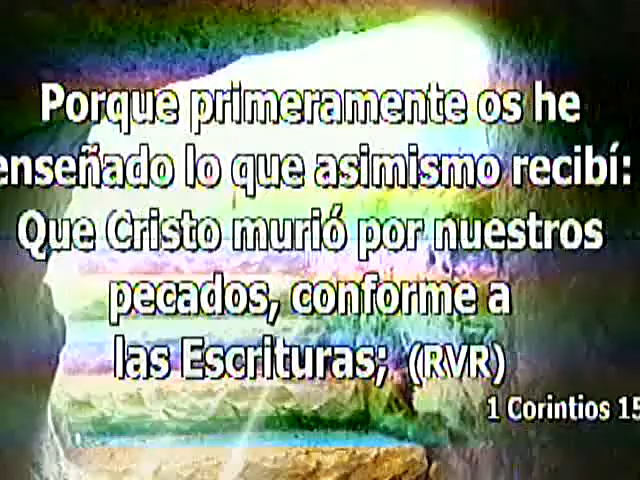 Porque primeramente os he
enseñado lo que asimismo recibí:
Que Cristo murió por nuestros
pecados, conforme a
las Escrituras; (RVR)
1 Corintios 15